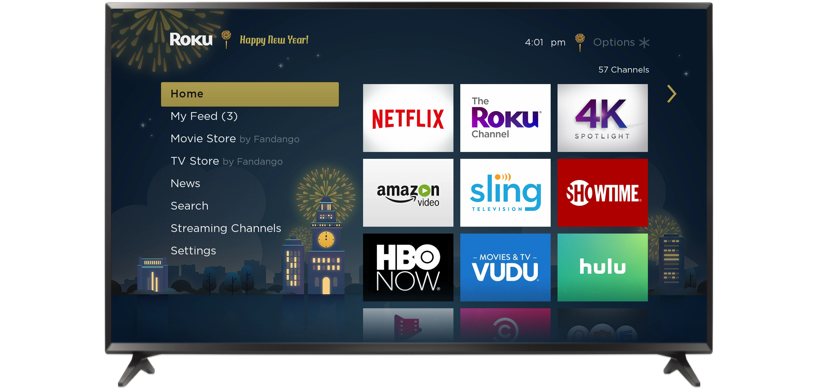 Roku
Happy New Year!
4:01 pm
Options
57 Channels
Home
My Feed (3)
Movie Store by Fandango
TV Store by Fandango
News
Search
Streaming Channels
Settings
NETFLIX
The
Roku
Channel
4K
SPOTLIGHT
amazon
video
sling
TELEVISION
SHOWTIME
HBO
NOW
MOVIES & TV
VUDU
hulu